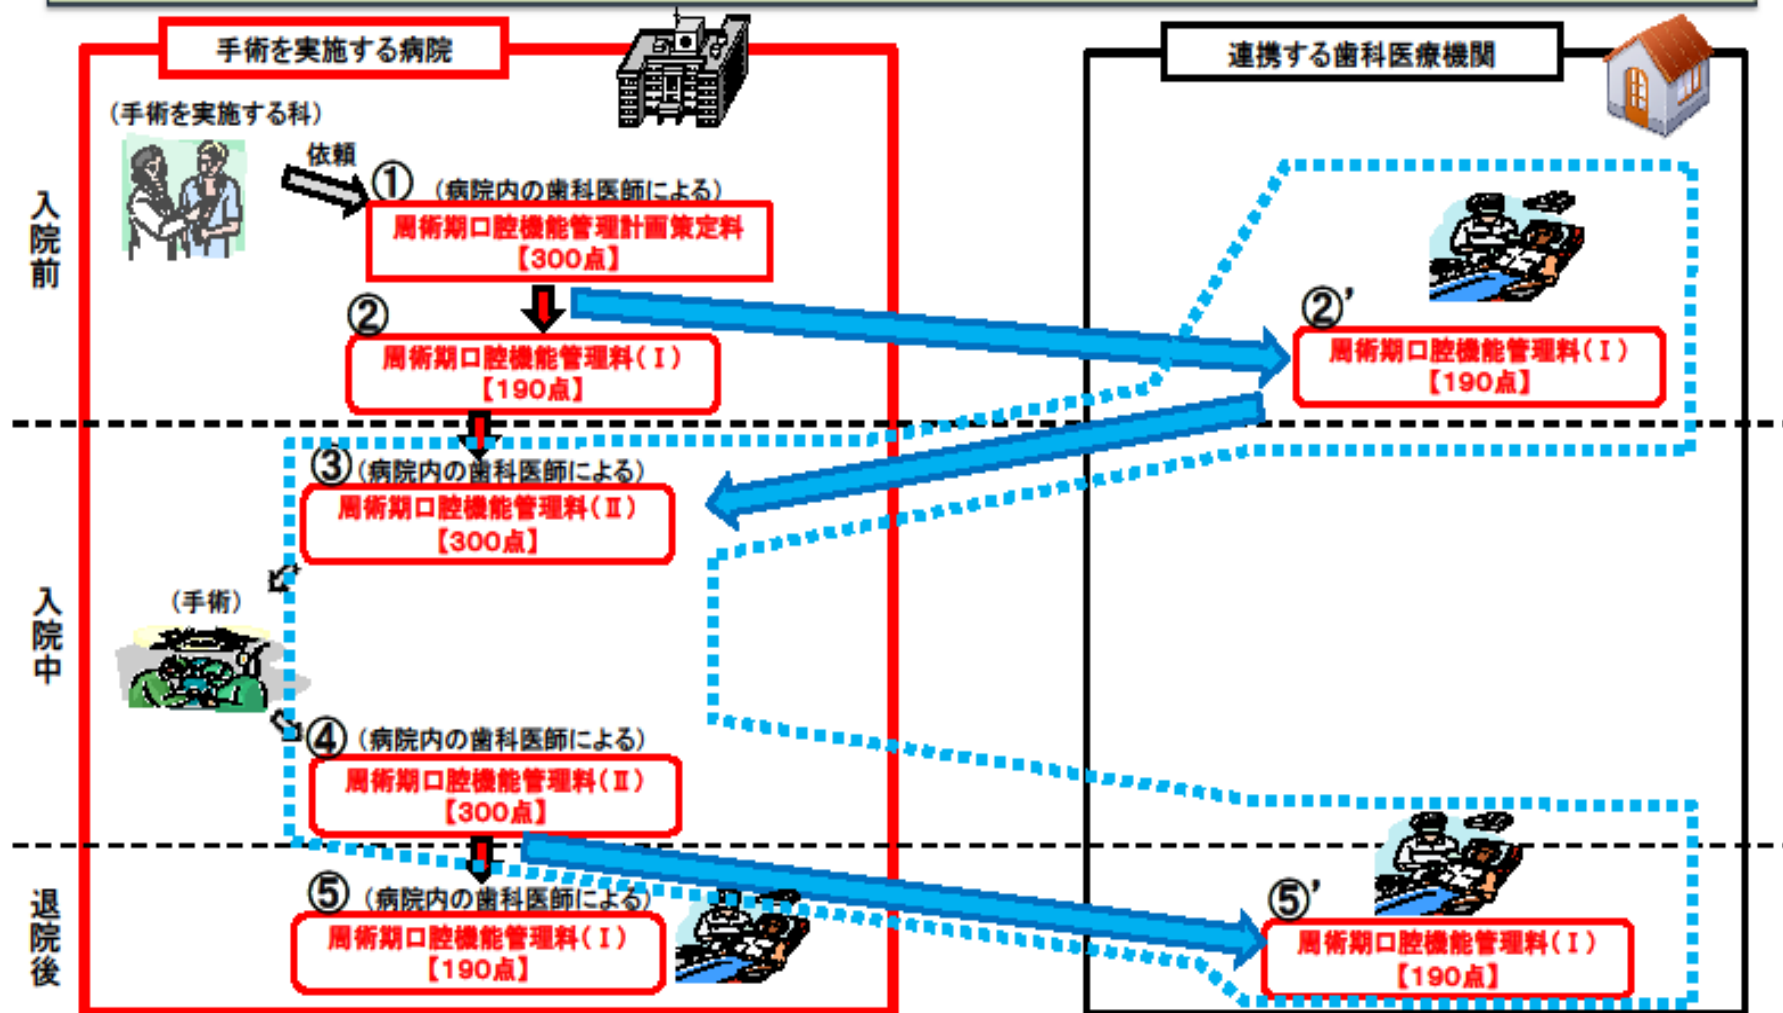 手術を実施する病院
連携する歯科医療機関
(手術を実施する科)
依頼
入院前
① (病院内の歯科医師による)
周術期口腔機能管理計画策定料
【300点】
②
周術期口腔機能管理料(Ⅰ)
【190点】
②'
周術期口腔機能管理料(Ⅰ)
【190点】
入院中
③(病院内の歯科医師による)
周術期口腔機能管理料(Ⅱ)
【300点】
(手術)
④ (病院内の歯科医師による)
周術期口腔機能管理料(Ⅱ)
【300点】
退院後
⑤ (病院内の歯科医師による)
周術期口腔機能管理料(Ⅰ)
【190点】
⑤'
周術期口腔機能管理料(Ⅰ)
【190点】